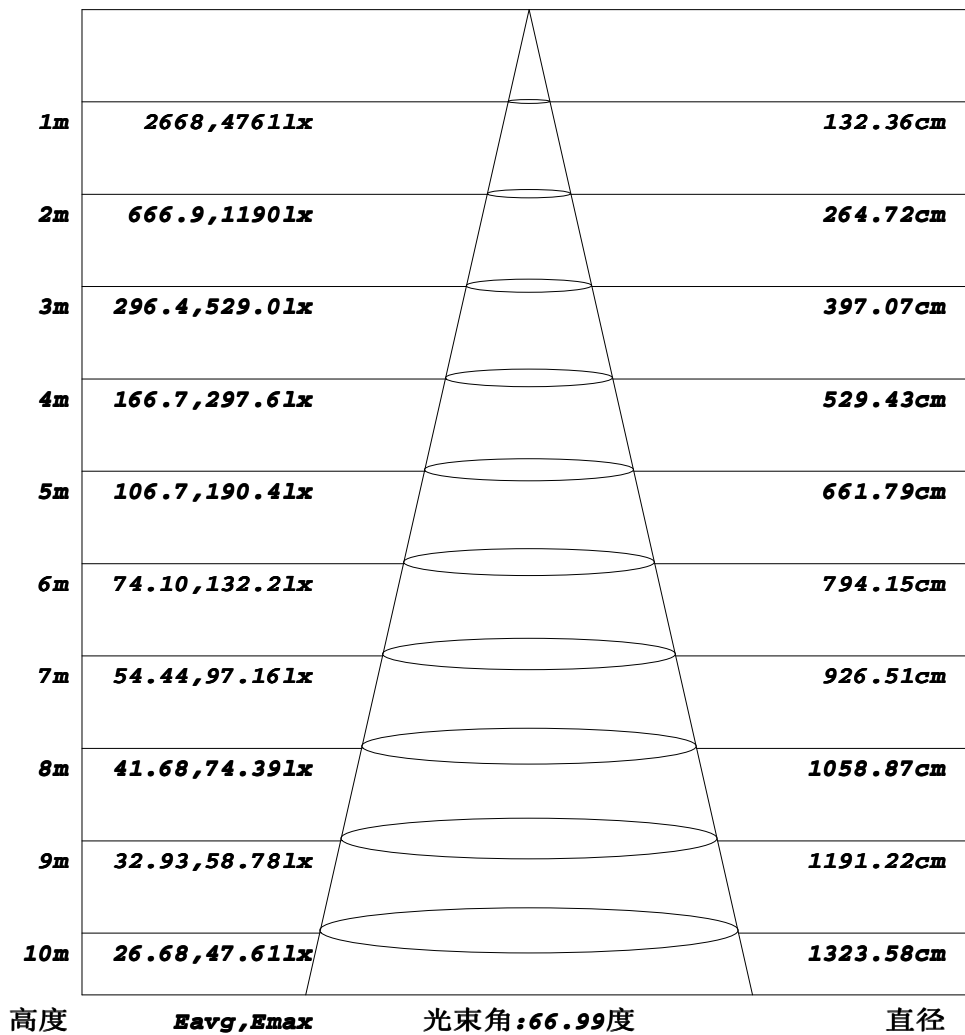 1m 2668,4761lx 132.36cm
2m 666.9,1190lx 264.72cm
3m 296.4,529.0lx 397.07cm
4m 166.7,297.6lx 529.43cm
5m 106.7,190.4lx 661.79cm
6m 74.10,132.2lx 794.15cm
7m 54.44,97.16lx 926.51cm
8m 41.68,74.39lx 1058.87cm
9m 32.93,58.78lx 1191.22cm
10m 26.68,47.61lx 1323.58cm
高度 Eavg,Emax 光束角:66.99度 直径